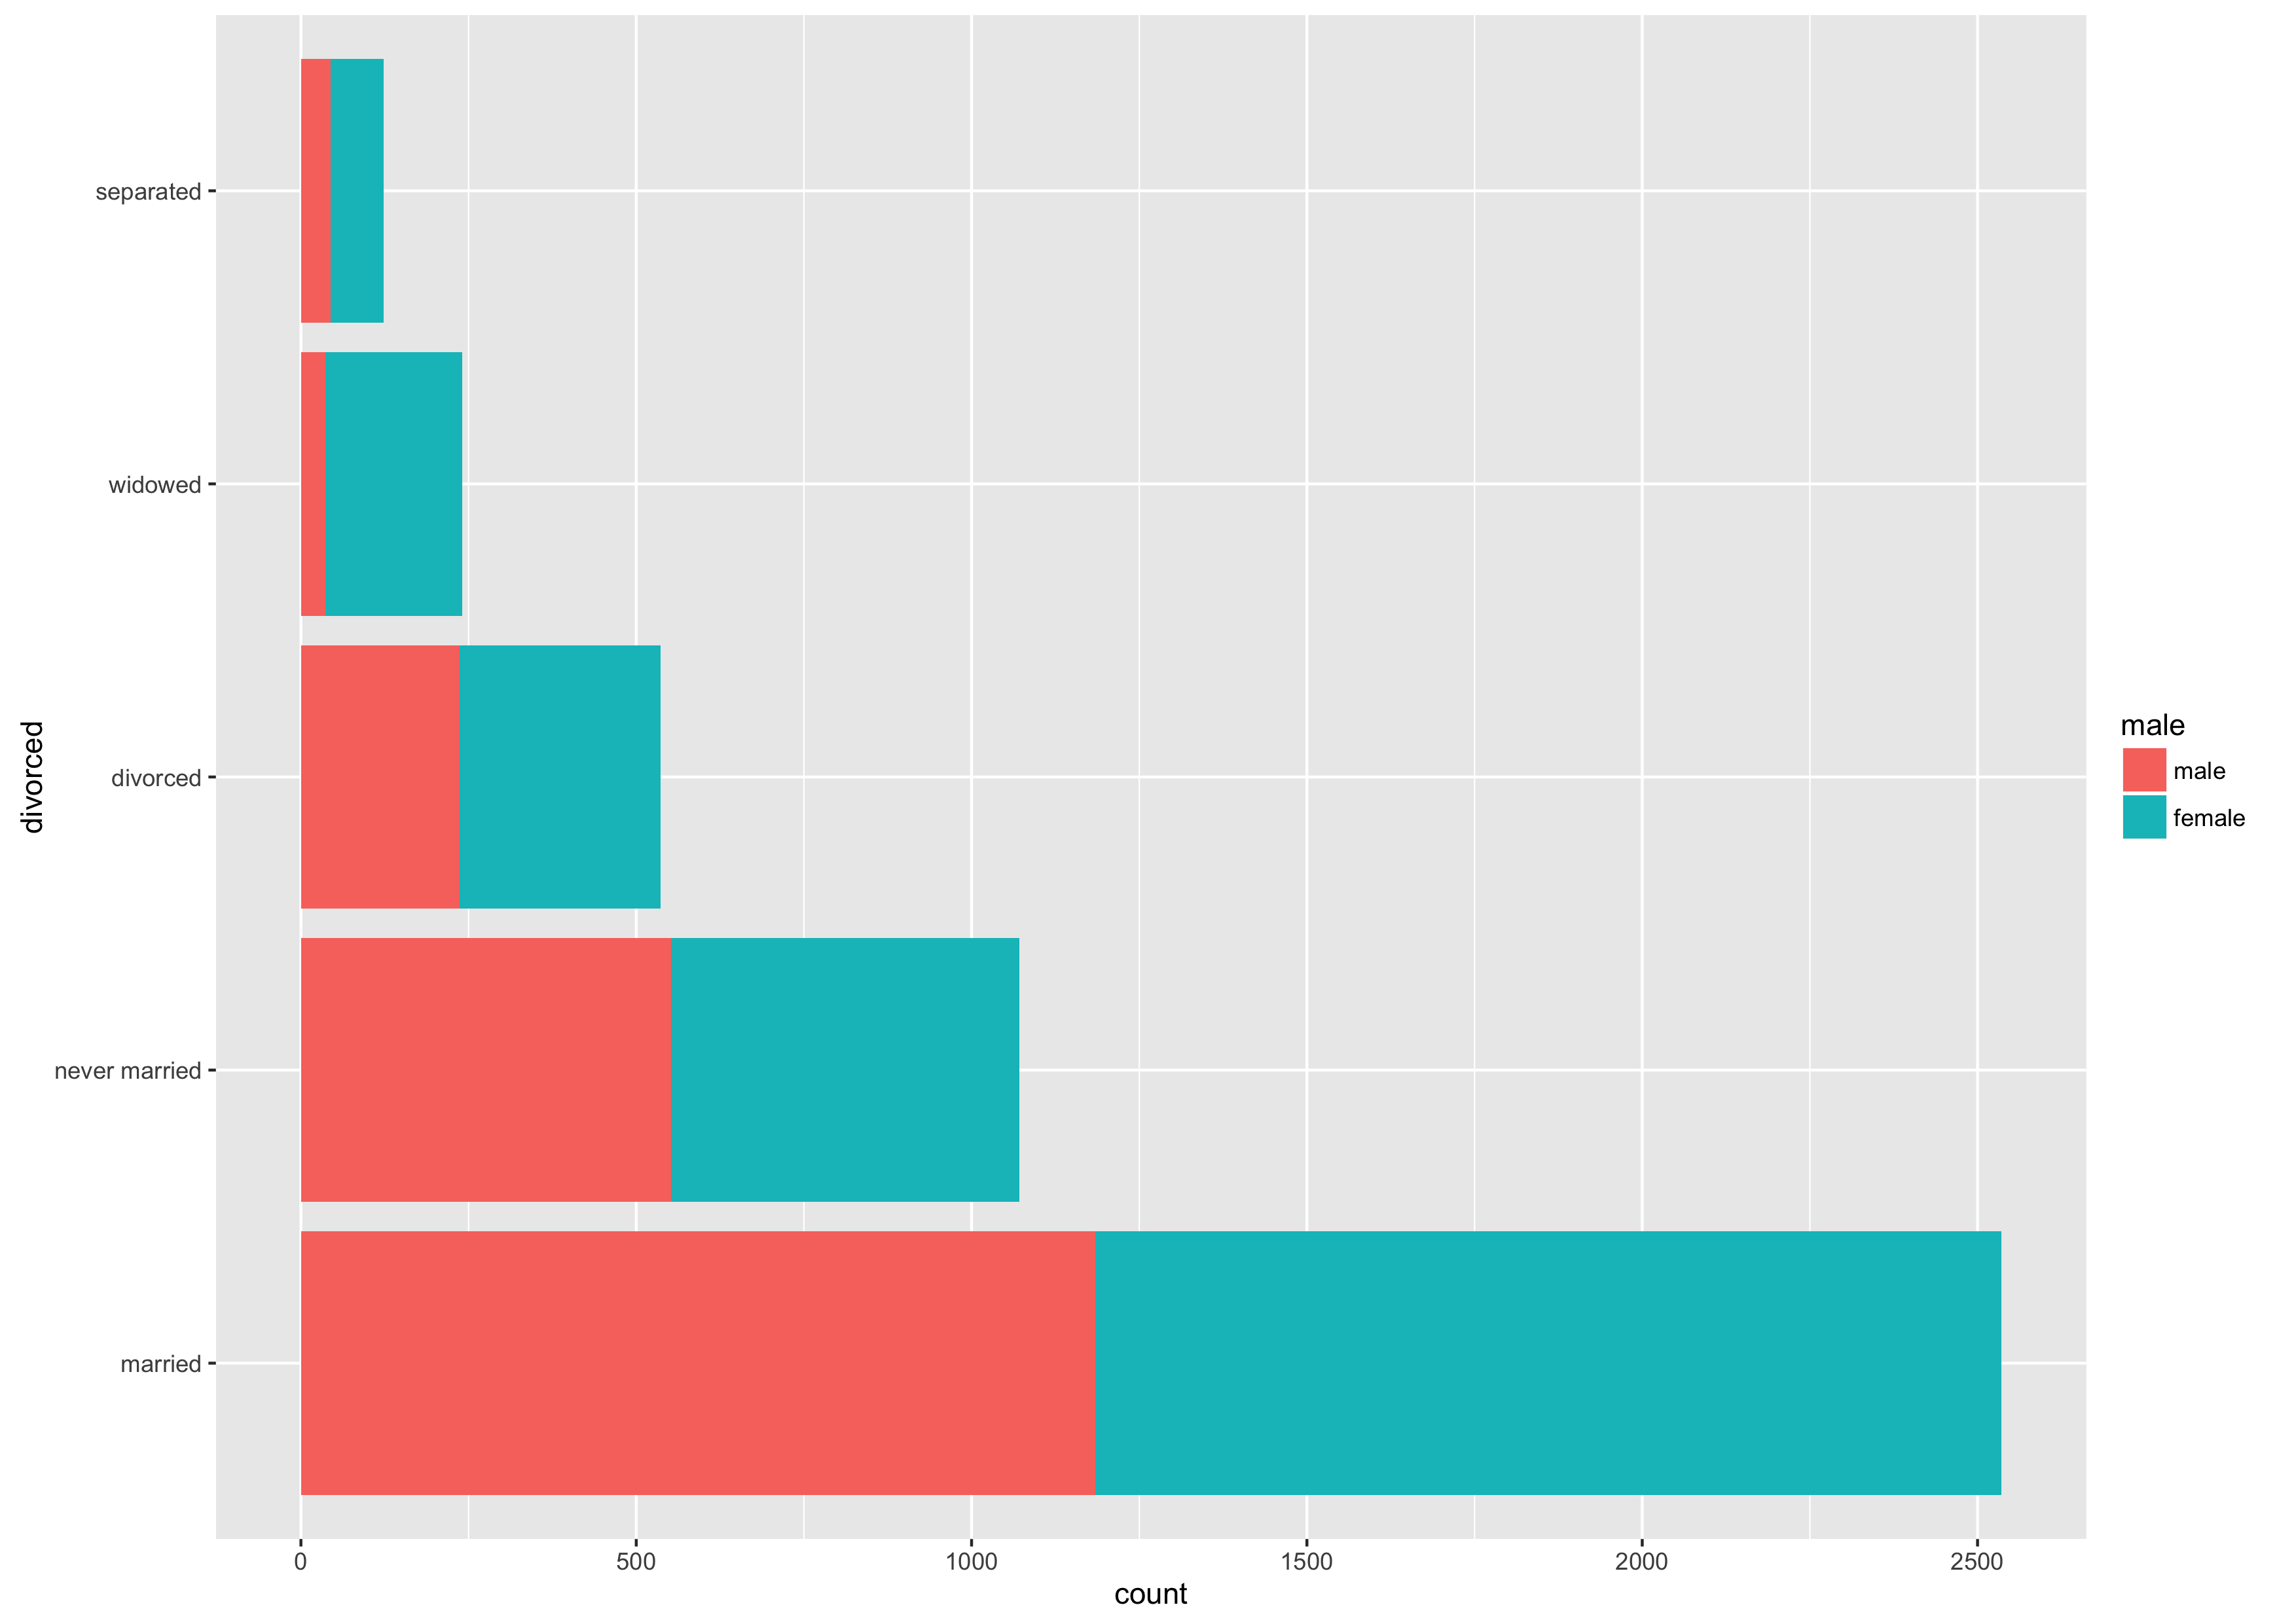 separated
widowed
divorced
never married
married
divorced
0 500 1000 1500 2000 2500
count
male
male
female